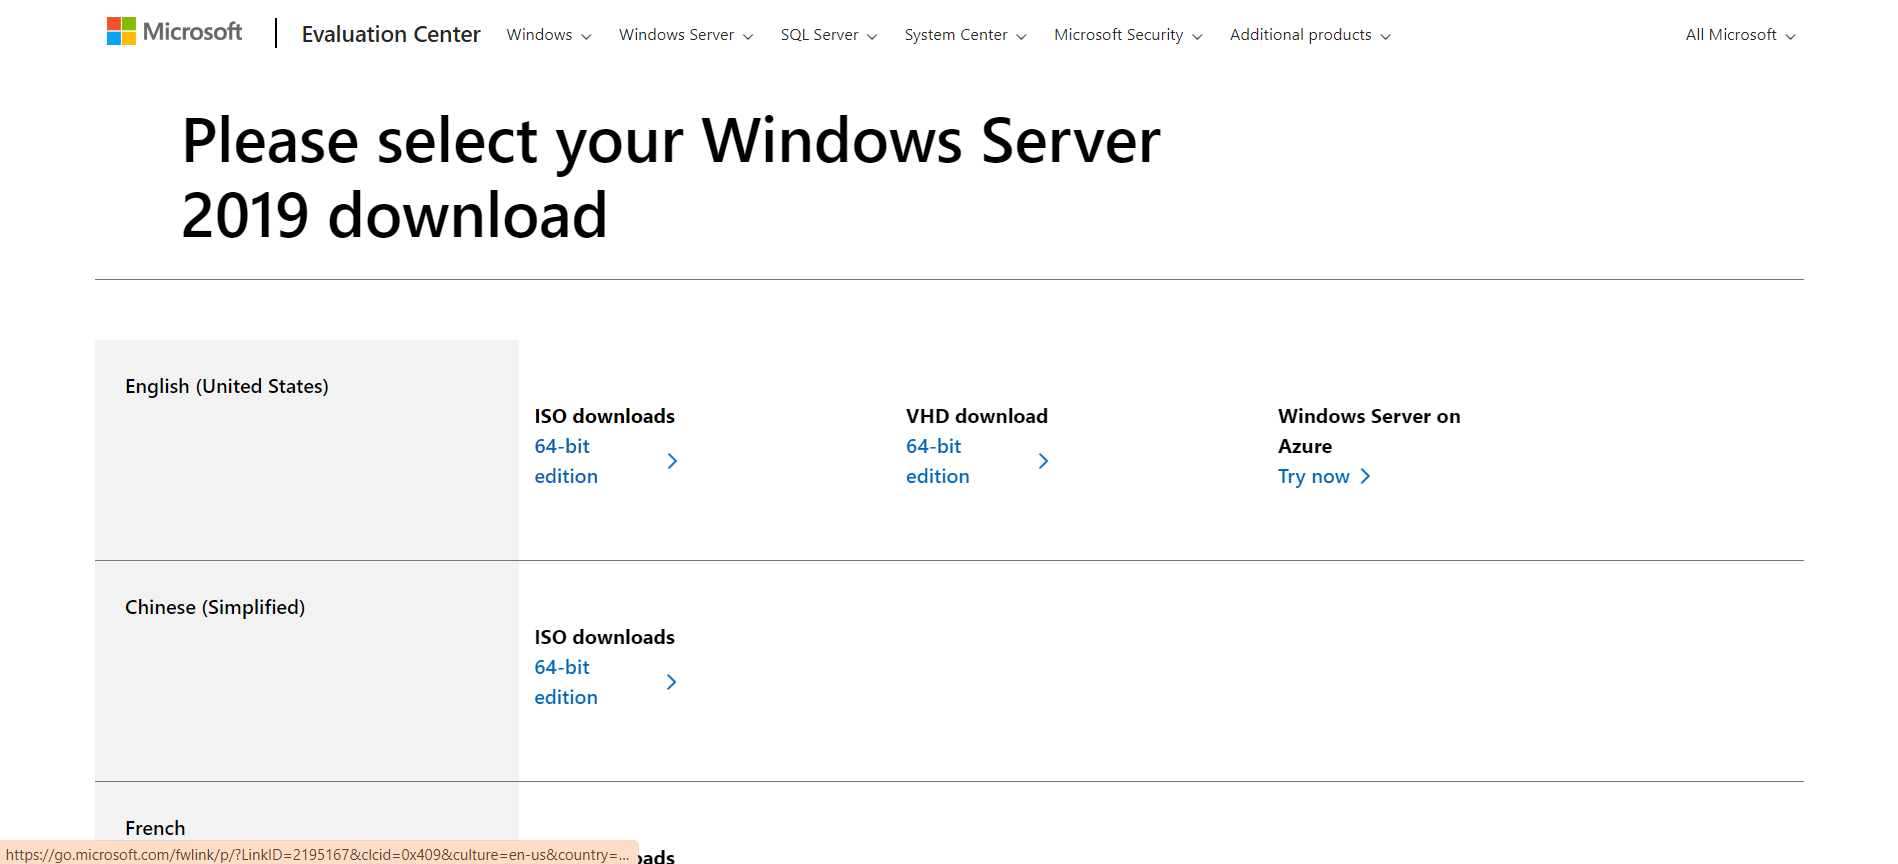 Microsoft Evaluation Center Windows Windows Server SQL Server System Center Microsoft Security Additional products All Microsoft
Please select your Windows Server
2019 download
English (United States)
ISO downloads
64-bit
edition
VHD download
64-bit
edition
Windows Server on
Azure
Try now
Chinese (Simplified)
ISO downloads
64-bit
edition
French
https://go.microsoft.com/fwlink/p/?LinkID=2195167&clcid=0x409&culture=en-us&country=...